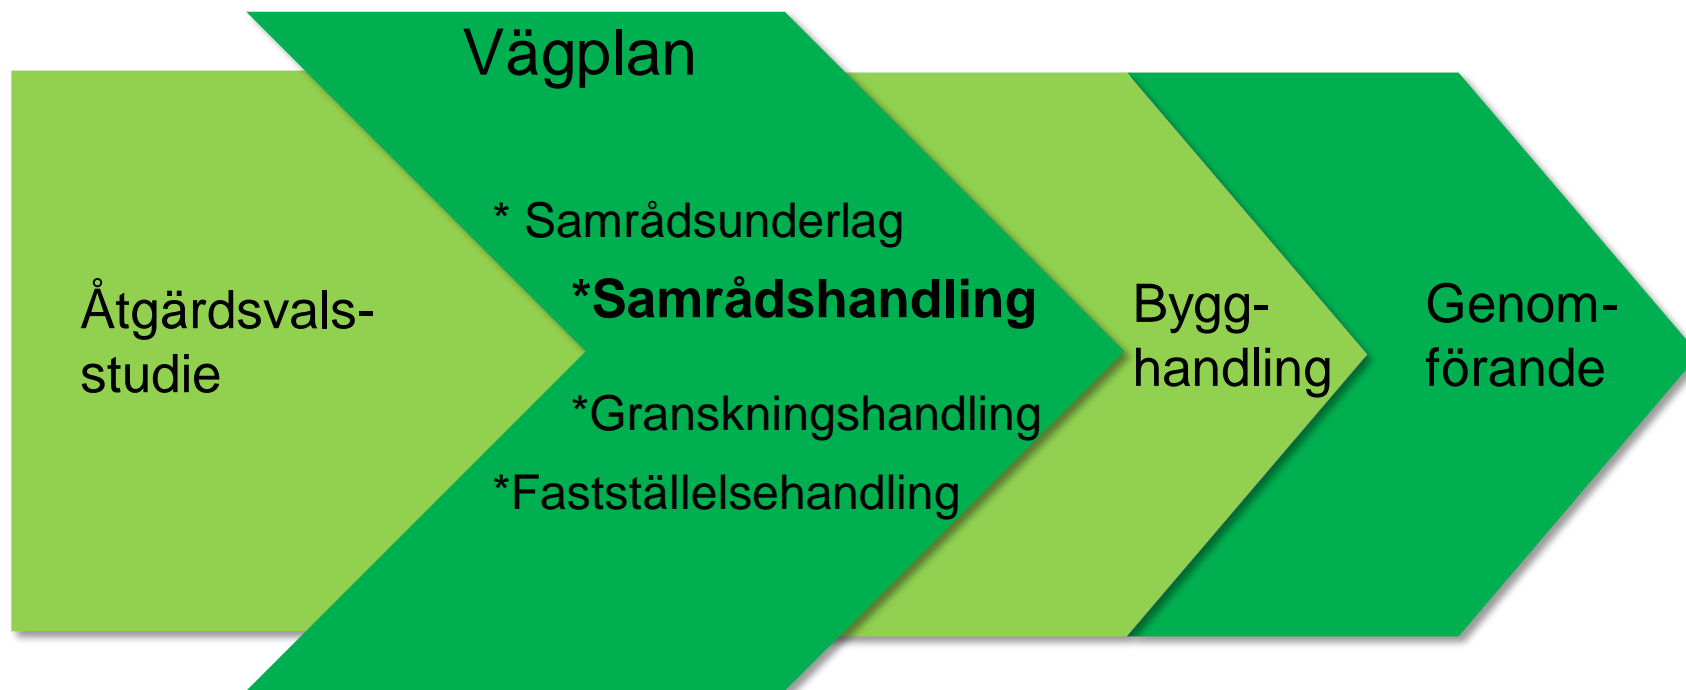 Åtgärdsvals-
studie
Vägplan
* Samrådsunderlag
*Samrådshandling
*Granskningshandling
*Fastställelsehandling
Bygg-
handling
Genom-
förande